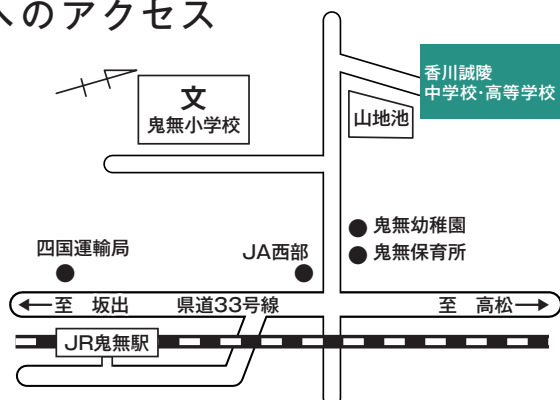 へのアクセス
香川誠陵
中学校・高等学校
文
鬼無小学校
山地池
鬼無幼稚園
鬼無保育所
四国運輸局
JA西部
至 坂出
県道33号線
至 高松
JR鬼無駅